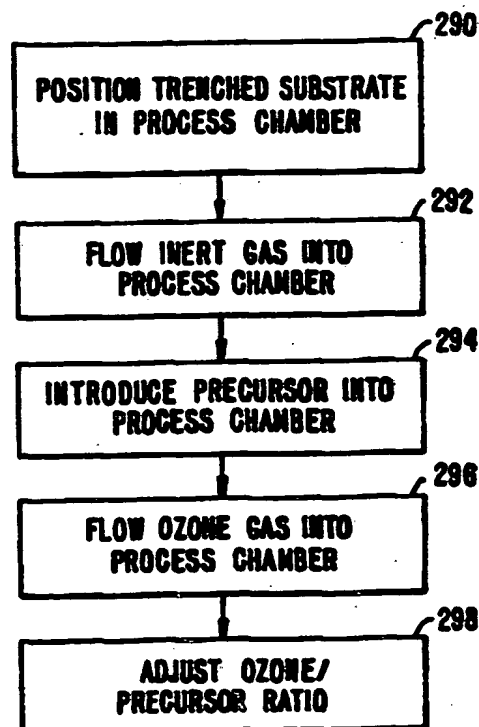 290
POSITION TRENCHED SUBSTRATE
IN PROCESS CHAMBER
292
FLOW INERT GAS INTO
PROCESS CHAMBER
294
INTRODUCE PRECURSOR INTO
PROCESS CHAMBER
296
FLOW OZONE GAS INTO
PROCESS CHAMBER
298
ADJUST OZONE/
PRECURSOR RATIO